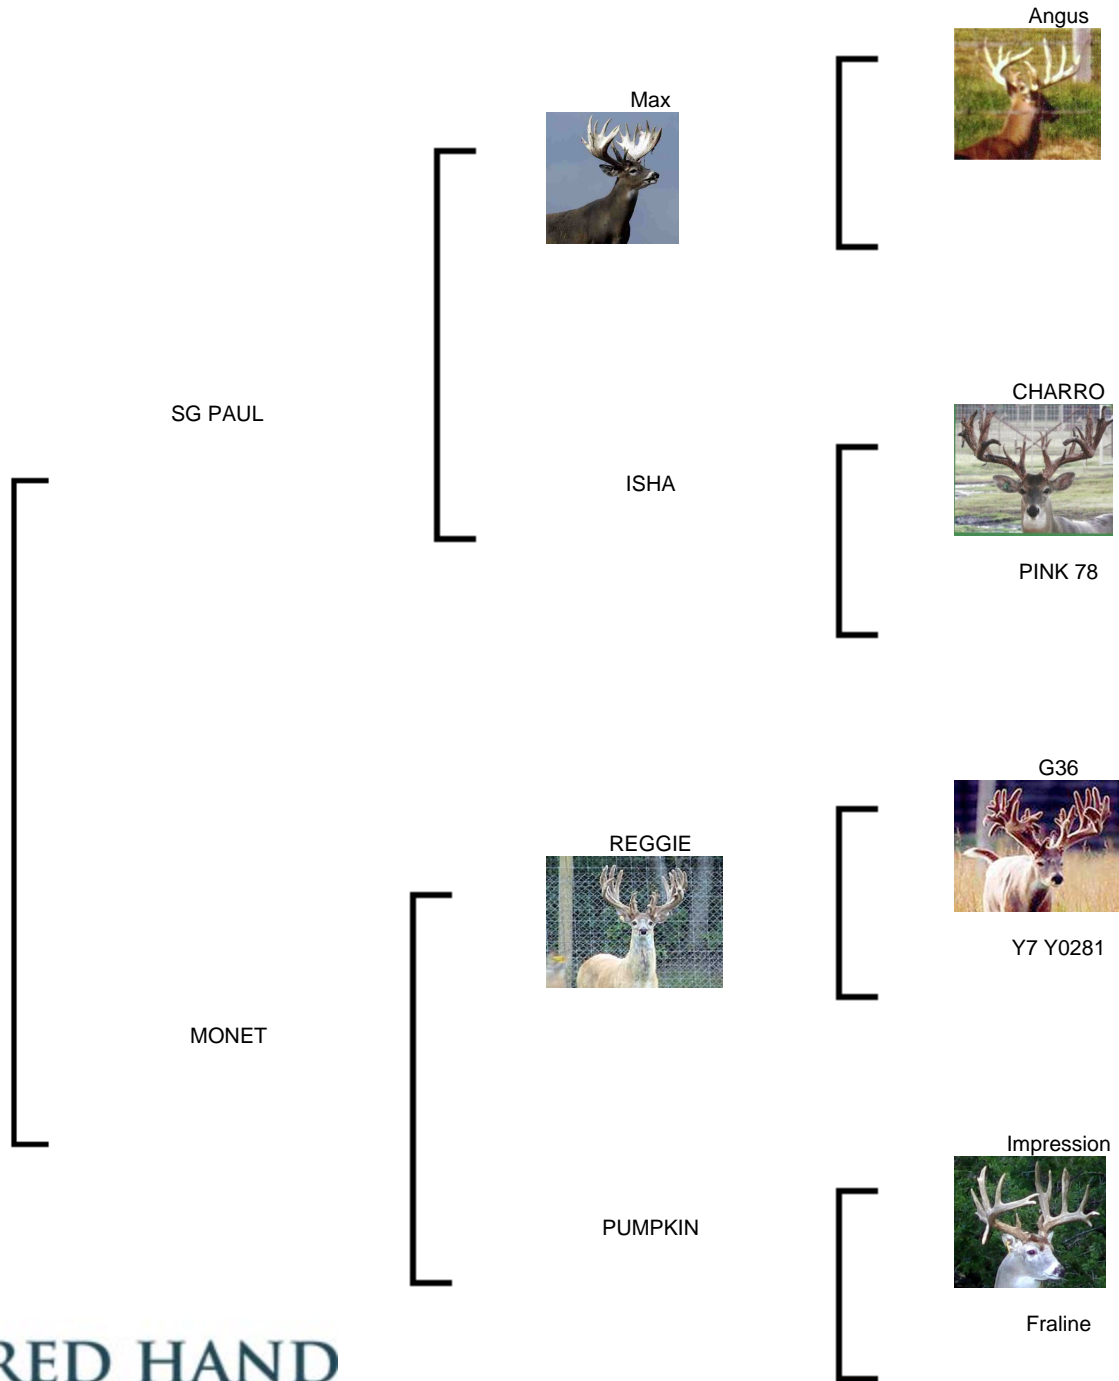 Angus
Max
CHARRO
SG PAUL
ISHA
PINK 78
G36
REGGIE
Y7 Y0281
MONET
Impression
PUMPKIN
Fraline
RED HAND